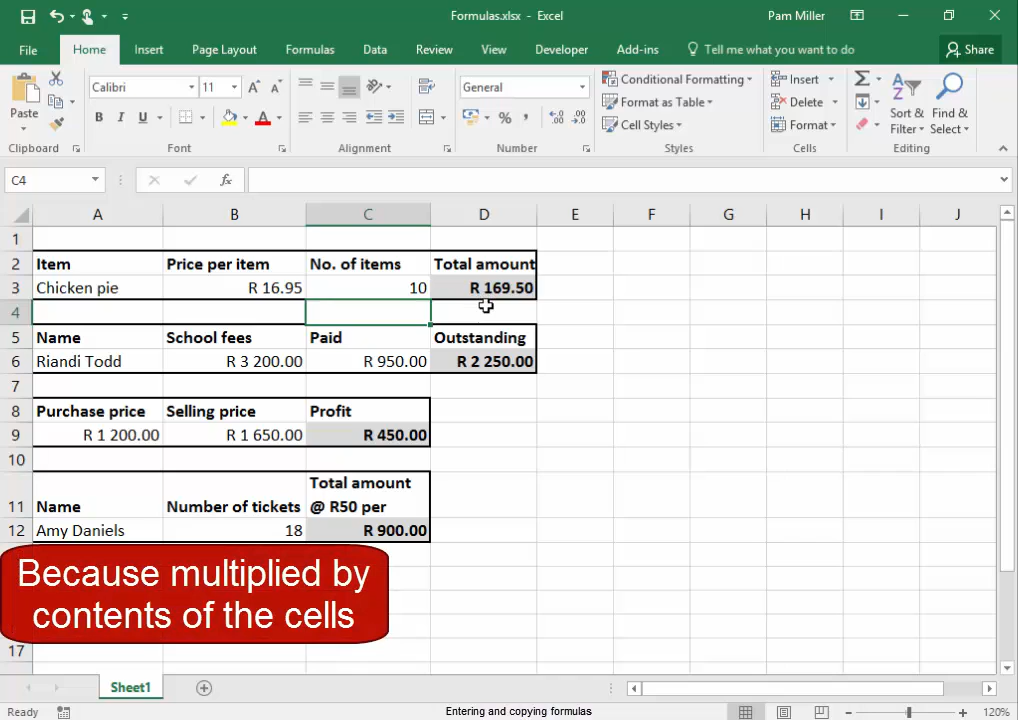 Formulas.xlsx - Excel
Pam Miller
File Home Insert Page Layout Formulas Data Review View Developer Add-ins Tell me what you want to do Share
Paste
Calibri 11
General
Conditional Formatting
Format as Table
Cell Styles
Insert
Delete
Format
Sort & Filter
Find & Select
Clipboard Font Alignment Number Styles Cells Editing
C4 fx
A B C D E F G H I J
1
2 Item Price per item No. of items Total amount
3 Chicken pie R 16.95 10 R 169.50
4
5 Name School fees Paid Outstanding
6 Riandi Todd R 3 200.00 R 950.00 R 2 250.00
7
8 Purchase price Selling price Profit
9 R 1 200.00 R 1 650.00 R 450.00
10
Total amount
11 Name Number of tickets @ R50 per
12 Amy Daniels 18 R 900.00
Because multiplied by
contents of the cells
17
Sheet1
Ready
Entering and copying formulas
120%